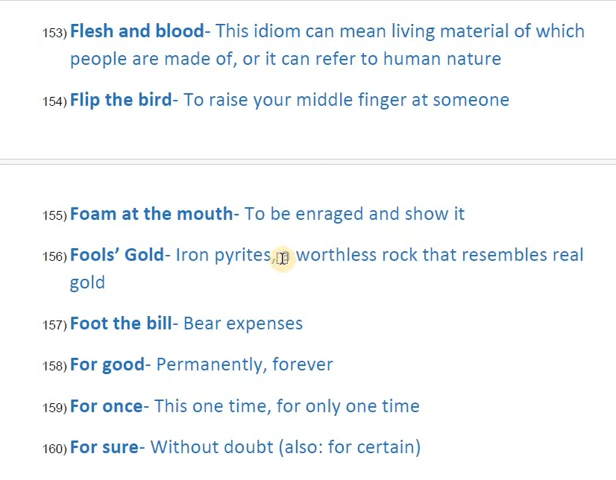 153) Flesh and blood- This idiom can mean living material of which
people are made of, or it can refer to human nature
154) Flip the bird- To raise your middle finger at someone
155) Foam at the mouth- To be enraged and show it
156) Fools’ Gold- Iron pyrites, a worthless rock that resembles real
gold
157) Foot the bill- Bear expenses
158) For good- Permanently, forever
159) For once- This one time, for only one time
160) For sure- Without doubt (also: for certain)